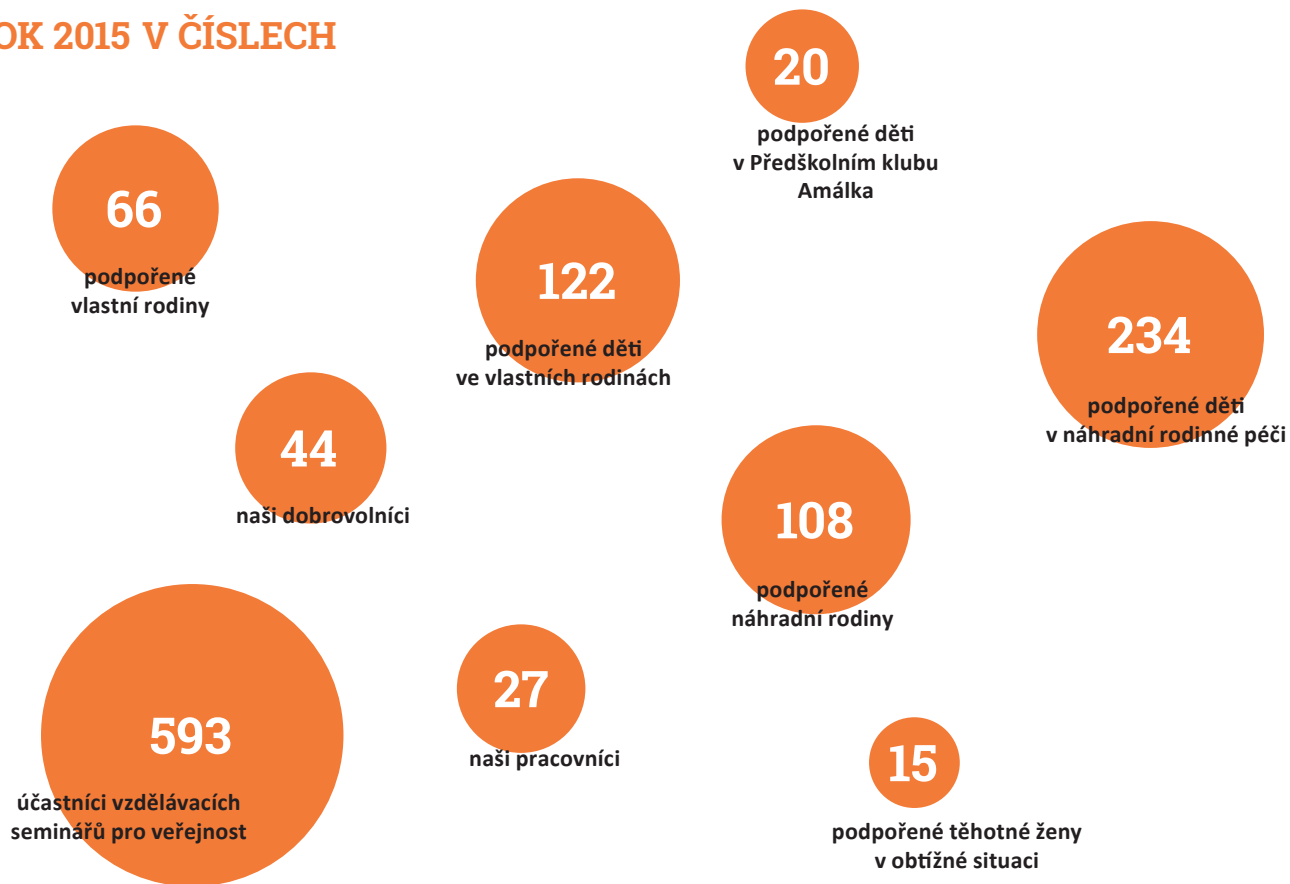 OK 2015 V ČÍSLECH
20
podpořené děti
v Předškolním klubu
Amálka
66
podpořené
vlastní rodiny
122
podpořené děti
ve vlastních rodinách
234
podpořené děti
v náhradní rodinné péči
44
naši dobrovolníci
108
podpořené
náhradní rodiny
593
účastníci vzdělávacích
seminářů pro veřejnost
27
naši pracovníci
15
podpořené těhotné ženy
v obtížné situaci